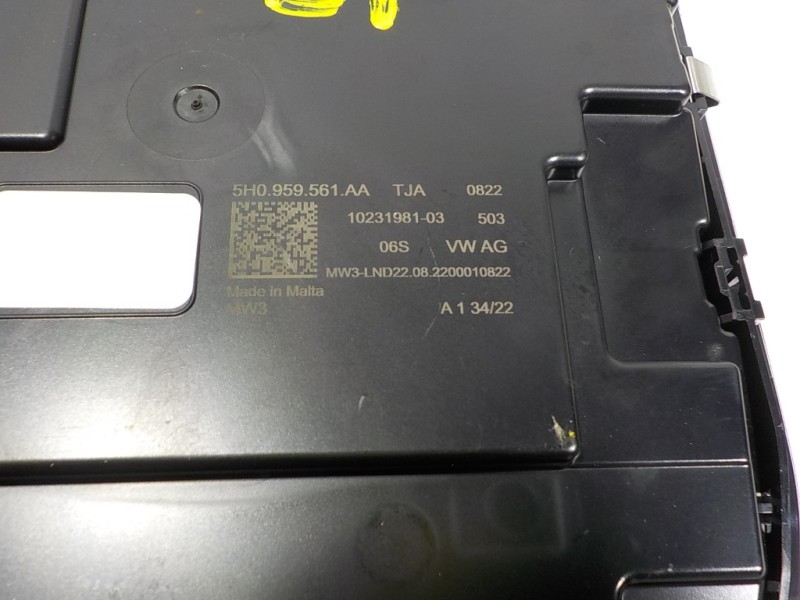 5H0.959.561.AA TJA 0822
10231981-03 503
06S VW AG
MW3-LND22.08.2200010822
Made in Malta
MW3 A 1 34/22